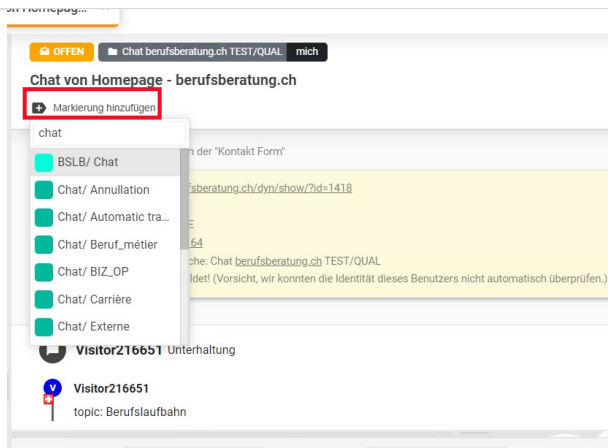 OFFEN Chat berufsberatung.ch TEST/QUAL mich
Chat von Homepage - berufsberatung.ch
Markierung hinzufügen
chat
BSLB/ Chat
Chat/ Annullation
Chat/ Automatic tra...
Chat/ Beruf_métier
Chat/ BIZ_OP
Chat/ Carrière
Chat/ Externe
der "Kontakt Form"
sberatung.ch/dyn/show/?id=1418
64
che: Chat berufsberatung.ch TEST/QUAL
ldet! (Vorsicht, wir konnten die Identität dieses Benutzers nicht automatisch überprüfen.)
Visitor216651 Unterhaltung
V Visitor216651
topic: Berufslaufbahn